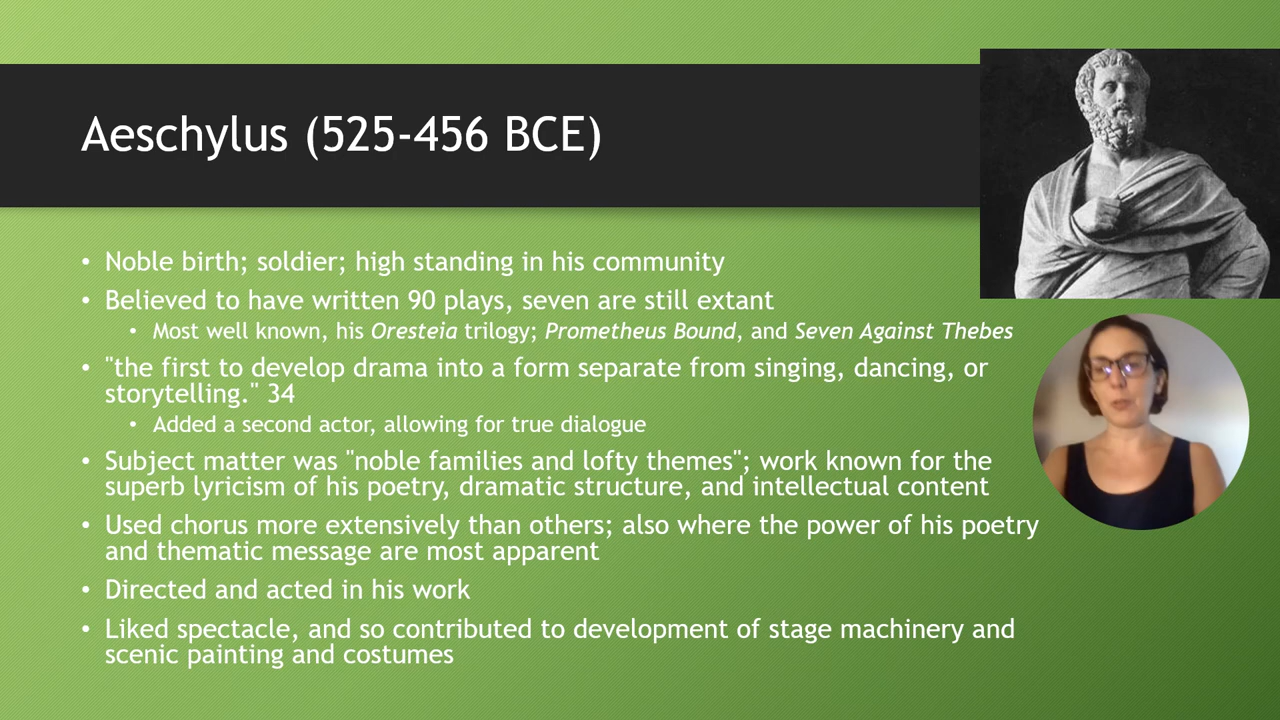 Aeschylus (525-456 BCE)
• Noble birth; soldier; high standing in his community
• Believed to have written 90 plays, seven are still extant
• Most well known, his Oresteia trilogy; Prometheus Bound, and Seven Against Thebes
• "the first to develop drama into a form separate from singing, dancing, or
storytelling." 34
• Added a second actor, allowing for true dialogue
• Subject matter was "noble families and lofty themes"; work known for the
superb lyricism of his poetry, dramatic structure, and intellectual content
• Used chorus more extensively than others; also where the power of his poetry
and thematic message are most apparent
• Directed and acted in his work
• Liked spectacle, and so contributed to development of stage machinery and
scenic painting and costumes